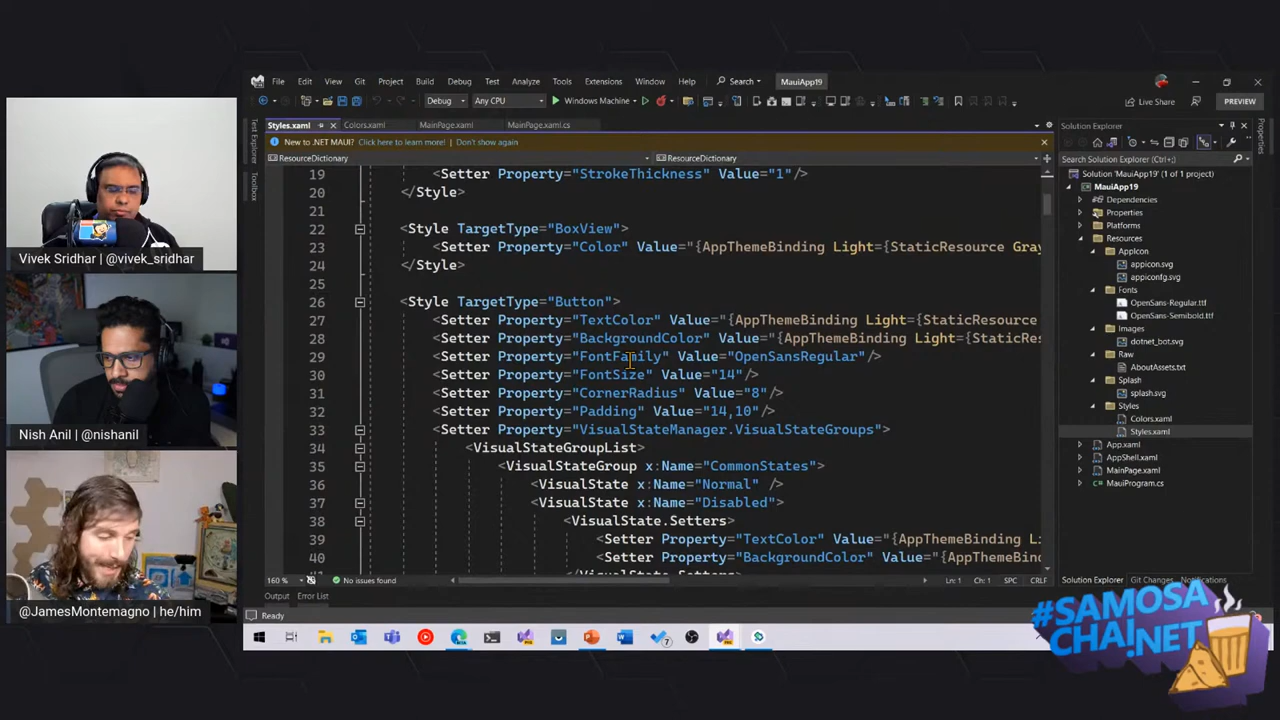 File Edit View Git Project Build Debug Test Analyze Tools Extensions Window Help Search MauiApp19
Debug Any CPU Windows Machine Live Share PREVIEW
Styles.xaml Colors.xaml MainPage.xaml MainPage.xaml.cs
New to .NET MAUI? Click here to learn more! Don't show again
ResourceDictionary ResourceDictionary
Test Explorer
Toolbox
19 <Setter Property="StrokeThickness" Value="1"/>
20 </Style>
21
22 <Style TargetType="BoxView">
23 <Setter Property="Color" Value="{AppThemeBinding Light={StaticResource Gray
24 </Style>
25
26 <Style TargetType="Button">
27 <Setter Property="TextColor" Value="{AppThemeBinding Light={StaticResource
28 <Setter Property="BackgroundColor" Value="{AppThemeBinding Light={StaticRes
29 <Setter Property="FontFamily" Value="OpenSansRegular"/>
30 <Setter Property="FontSize" Value="14"/>
31 <Setter Property="CornerRadius" Value="8"/>
32 <Setter Property="Padding" Value="14,10"/>
33 <Setter Property="VisualStateManager.VisualStateGroups">
34 <VisualStateGroupList>
35 <VisualStateGroup x:Name="CommonStates">
36 <VisualState x:Name="Normal" />
37 <VisualState x:Name="Disabled">
38 <VisualState.Setters>
39 <Setter Property="TextColor" Value="{AppThemeBinding Li
40 <Setter Property="BackgroundColor" Value="{AppThemeBin
160 % No issues found Ln: 1 Ch: 1 SPC CRLF
Output Error List
Ready
Solution Explorer
Search Solution Explorer (Ctrl+;)
Solution 'MauiApp19' (1 of 1 project)
MauiApp19
Dependencies
Properties
Platforms
Resources
AppIcon
appicon.svg
appiconfg.svg
Fonts
OpenSans-Regular.ttf
OpenSans-Semibold.ttf
Images
dotnet_bot.svg
Raw
AboutAssets.txt
Splash
splash.svg
Styles
Colors.xaml
Styles.xaml
App.xaml
AppShell.xaml
MainPage.xaml
MauiProgram.cs
Solution Explorer Git Changes Notifications
Properties
Vivek Sridhar | @vivek_sridhar
Nish Anil | @nishanil
@JamesMontemagno | he/him
#SAMOSA
CHAI.NET